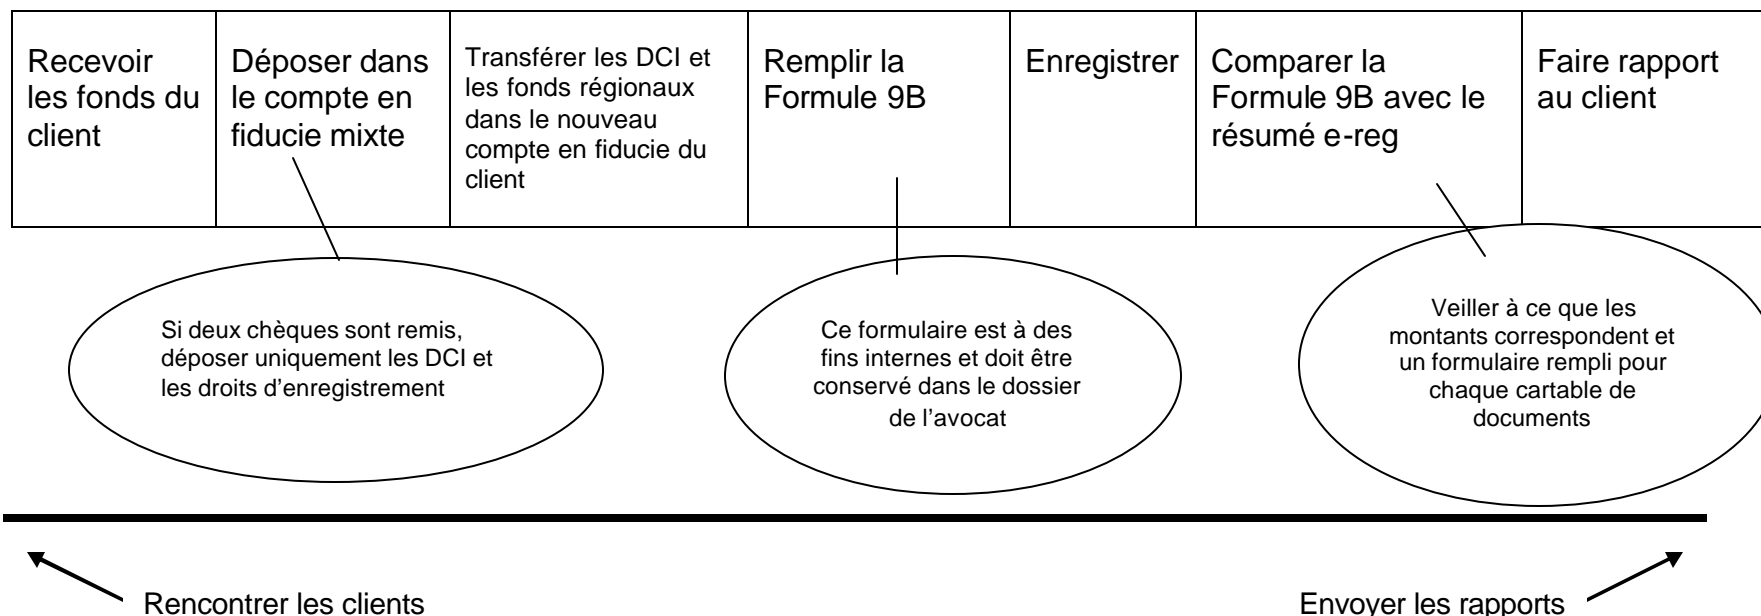 Recevoir
les fonds du
client
Déposer dans
le compte en
fiducie mixte
Transférer les DCI et
les fonds régionaux
dans le nouveau
compte en fiducie du
client
Remplir la
Formule 9B
Enregistrer
Comparer la
Formule 9B avec le
résumé e-reg
Faire rapport
au client
Si deux chèques sont remis,
déposer uniquement les DCI et
les droits d’enregistrement
Ce formulaire est à des
fins internes et doit être
conservé dans le dossier
de l’avocat
Veiller à ce que les
montants correspondent et
un formulaire rempli pour
chaque cartable de
documents
Rencontrer les clients
Envoyer les rapports